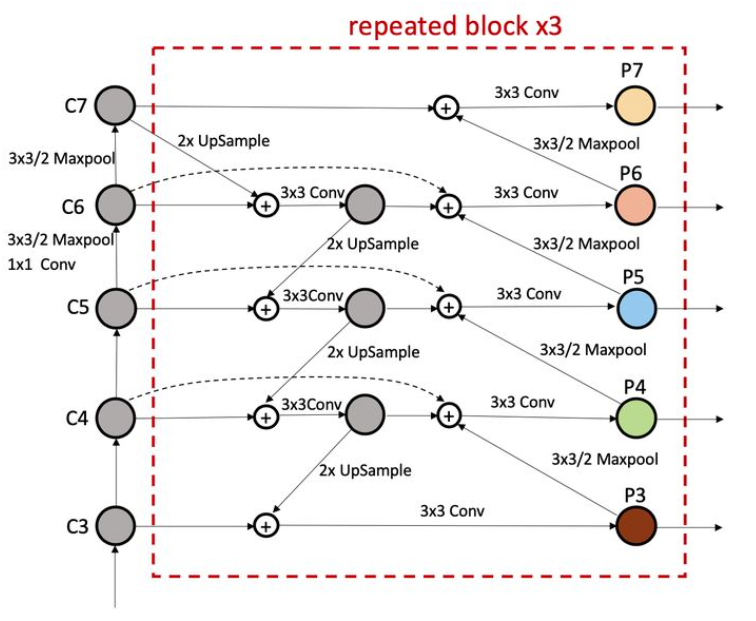 repeated block x3
P7
C7
3x3 Conv
2x UpSample
3x3/2 Maxpool
3x3/2 Maxpool
P6
C6
3x3 Conv
3x3 Conv
3x3/2 Maxpool
1x1 Conv
2x UpSample
3x3/2 Maxpool
P5
C5
3x3Conv
3x3 Conv
2x UpSample
3x3/2 Maxpool
P4
C4
3x3Conv
3x3 Conv
2x UpSample
3x3/2 Maxpool
P3
C3
3x3 Conv